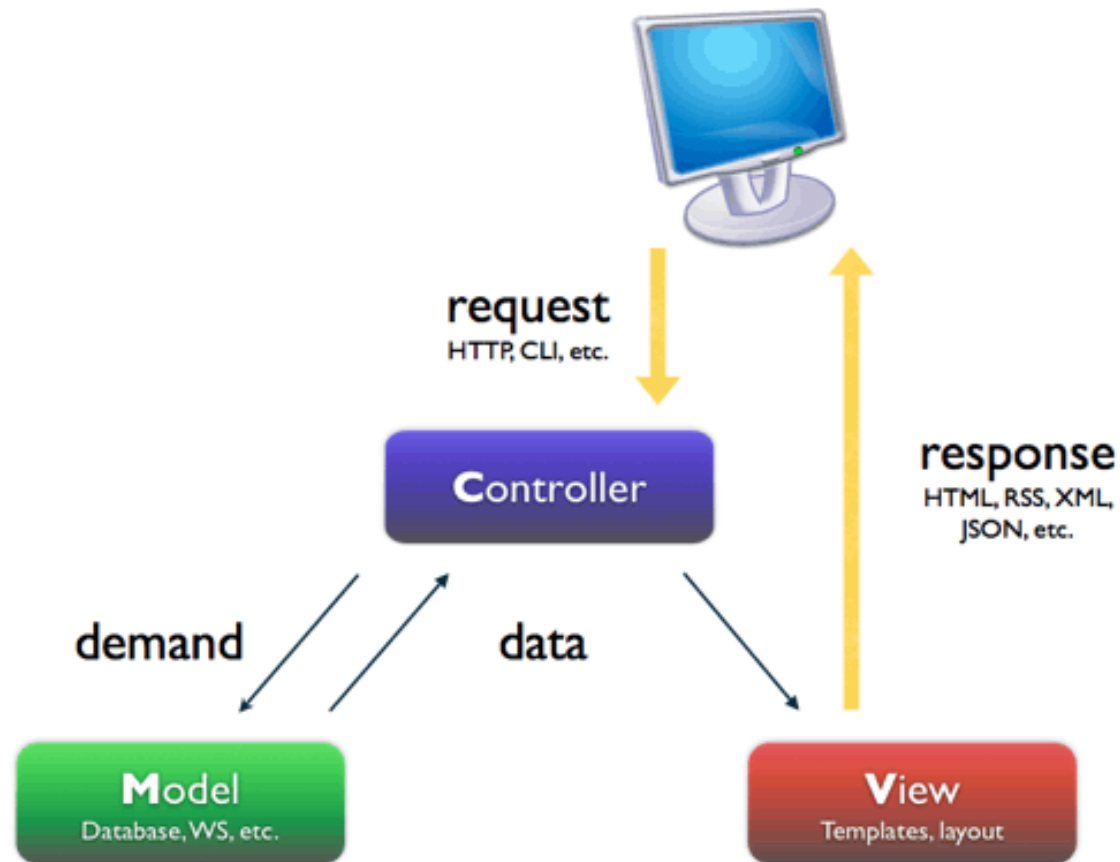 request
HTTP, CLI, etc.
Controller
response
HTML, RSS, XML,
JSON, etc.
demand
data
Model
Database, WS, etc.
View
Templates, layout